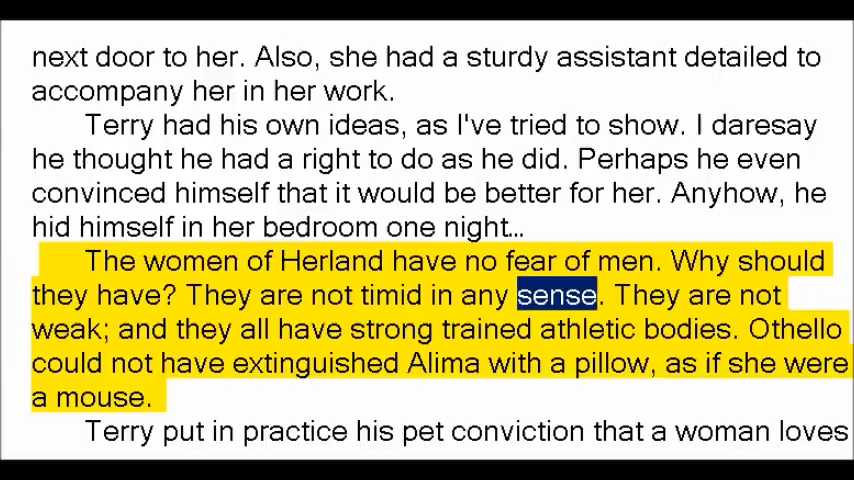 next door to her. Also, she had a sturdy assistant detailed to
accompany her in her work.
Terry had his own ideas, as I've tried to show. I daresay
he thought he had a right to do as he did. Perhaps he even
convinced himself that it would be better for her. Anyhow, he
hid himself in her bedroom one night...
The women of Herland have no fear of men. Why should
they have? They are not timid in any sense. They are not
weak; and they all have strong trained athletic bodies. Othello
could not have extinguished Alima with a pillow, as if she were
a mouse.
Terry put in practice his pet conviction that a woman loves